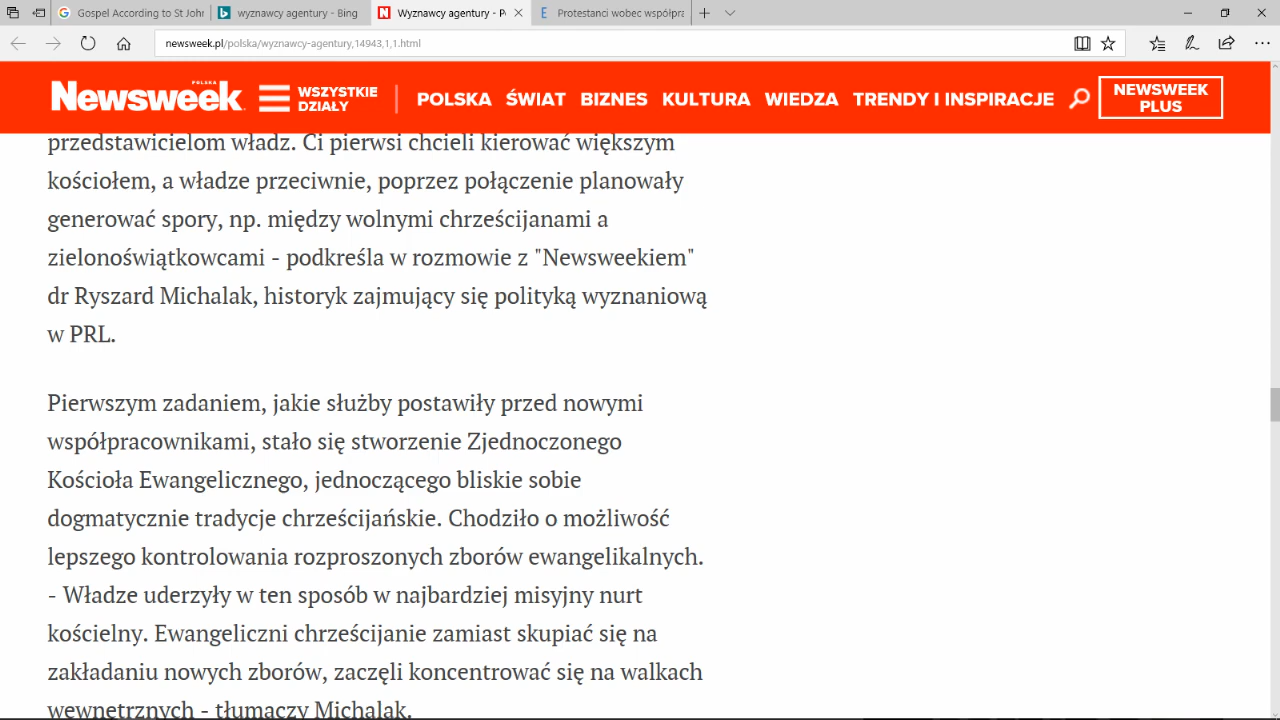 Gospel According to St Joh
wyznawcy agentury - Bing
Wyznawcy agentury - Po
Protestanci wobec współpra
newsweek.pl/polska/wyznawcy-agentury,14943,1,1.html
POLSKA
Newsweek
WSZYSTKIE
DZIAŁY
POLSKA ŚWIAT BIZNES KULTURA WIEDZA TRENDY I INSPIRACJE
NEWSWEEK
PLUS
przedstawicielom władz. Ci pierwsi chcieli kierować większym
kościołem, a władze przeciwnie, poprzez połączenie planowały
generować spory, np. między wolnymi chrześcijanami a
zielonoświątkowcami - podkreśla w rozmowie z "Newsweekiem"
dr Ryszard Michalak, historyk zajmujący się polityką wyznaniową
w PRL.
Pierwszym zadaniem, jakie służby postawiły przed nowymi
współpracownikami, stało się stworzenie Zjednoczonego
Kościoła Ewangelicznego, jednoczącego bliskie sobie
dogmatycznie tradycje chrześcijańskie. Chodziło o możliwość
lepszego kontrolowania rozproszonych zborów ewangelikalnych.
- Władze uderzyły w ten sposób w najbardziej misyjny nurt
kościelny. Ewangeliczni chrześcijanie zamiast skupiać się na
zakładaniu nowych zborów, zaczęli koncentrować się na walkach
wewnętrznych - tłumaczy Michalak.